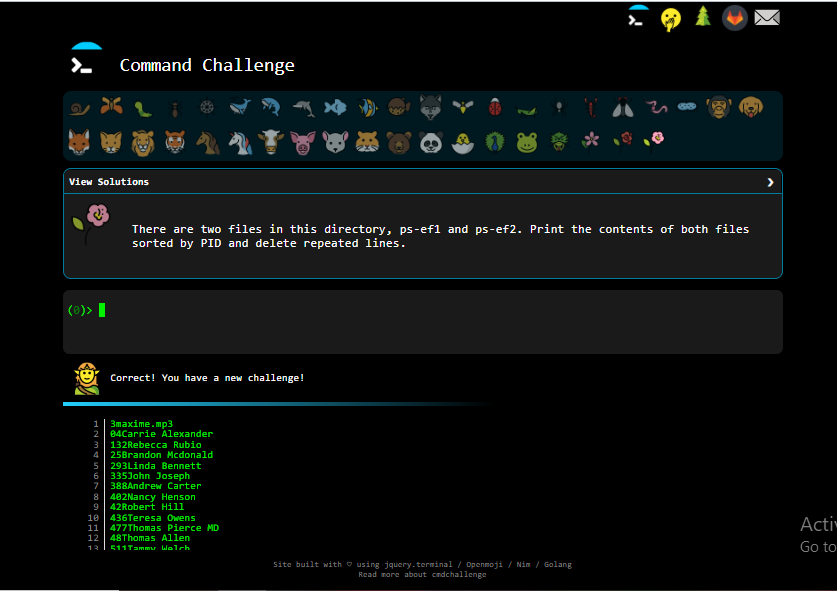 Command Challenge
View Solutions
There are two files in this directory, ps-ef1 and ps-ef2. Print the contents of both files
sorted by PID and delete repeated lines.
(0)>
Correct! You have a new challenge!
1 3maxime.mp3
2 04Carrie Alexander
3 132Rebecca Rubio
4 25Brandon Mcdonald
5 293Linda Bennett
6 335John Joseph
7 388Andrew Carter
8 402Nancy Henson
9 42Robert Hill
10 436Teresa Owens
11 477Thomas Pierce MD
12 48Thomas Allen
13 511Tammy Welch
Acti
Go to
Site built with ♡ using jquery.terminal / Openmoji / Nim / Golang
Read more about cmdchallenge